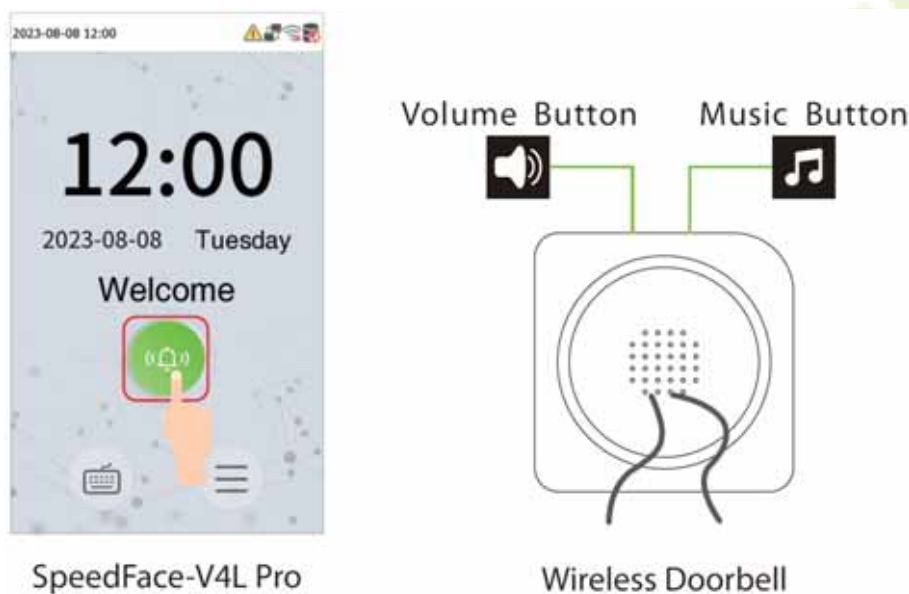 2023-08-08 12:00
12:00
2023-08-08 Tuesday
Welcome
SpeedFace-V4L Pro
Volume Button Music Button
Wireless Doorbell